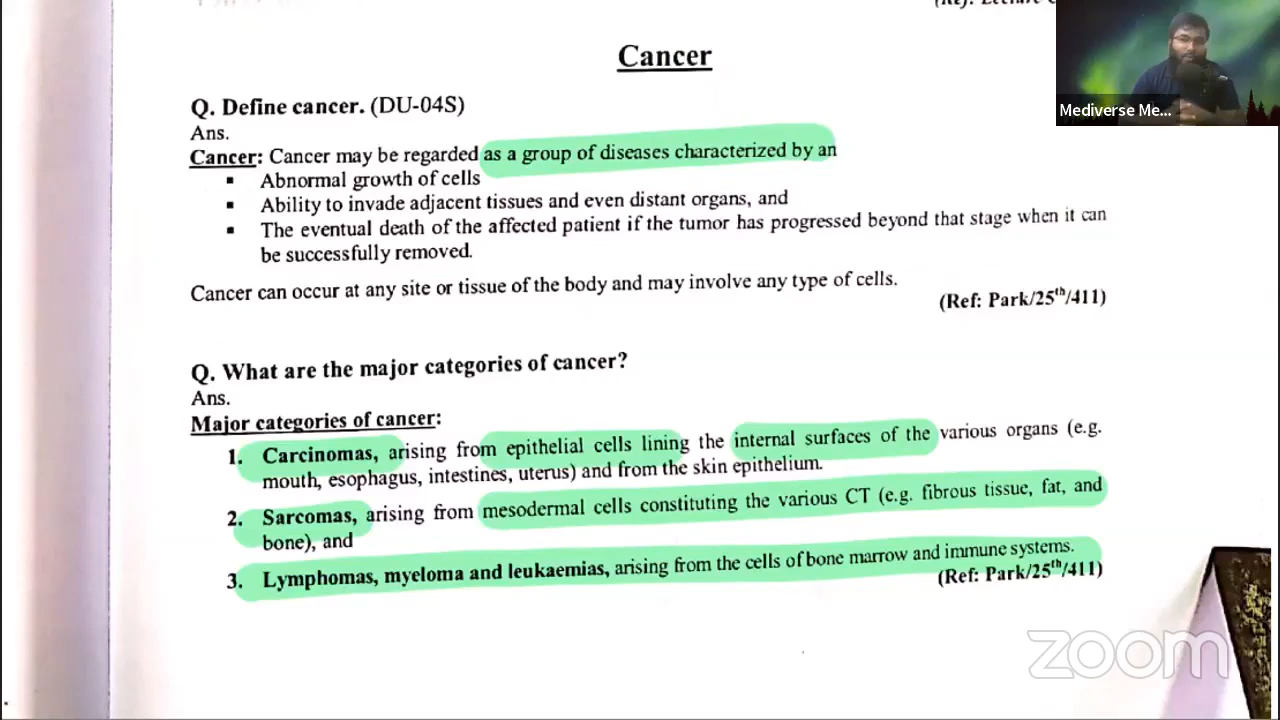 Cancer
Q. Define cancer. (DU-04S)
Ans.
Cancer: Cancer may be regarded as a group of diseases characterized by an
▪ Abnormal growth of cells
▪ Ability to invade adjacent tissues and even distant organs, and
▪ The eventual death of the affected patient if the tumor has progressed beyond that stage when it can
be successfully removed.
Cancer can occur at any site or tissue of the body and may involve any type of cells.
(Ref: Park/25th/411)
Q. What are the major categories of cancer?
Ans.
Major categories of cancer:
1. Carcinomas, arising from epithelial cells lining the internal surfaces of the various organs (e.g.
mouth, esophagus, intestines, uterus) and from the skin epithelium.
2. Sarcomas, arising from mesodermal cells constituting the various CT (e.g. fibrous tissue, fat, and
bone), and
3. Lymphomas, myeloma and leukaemias, arising from the cells of bone marrow and immune systems.
(Ref: Park/25th/411)
Mediverse Me...
zoom